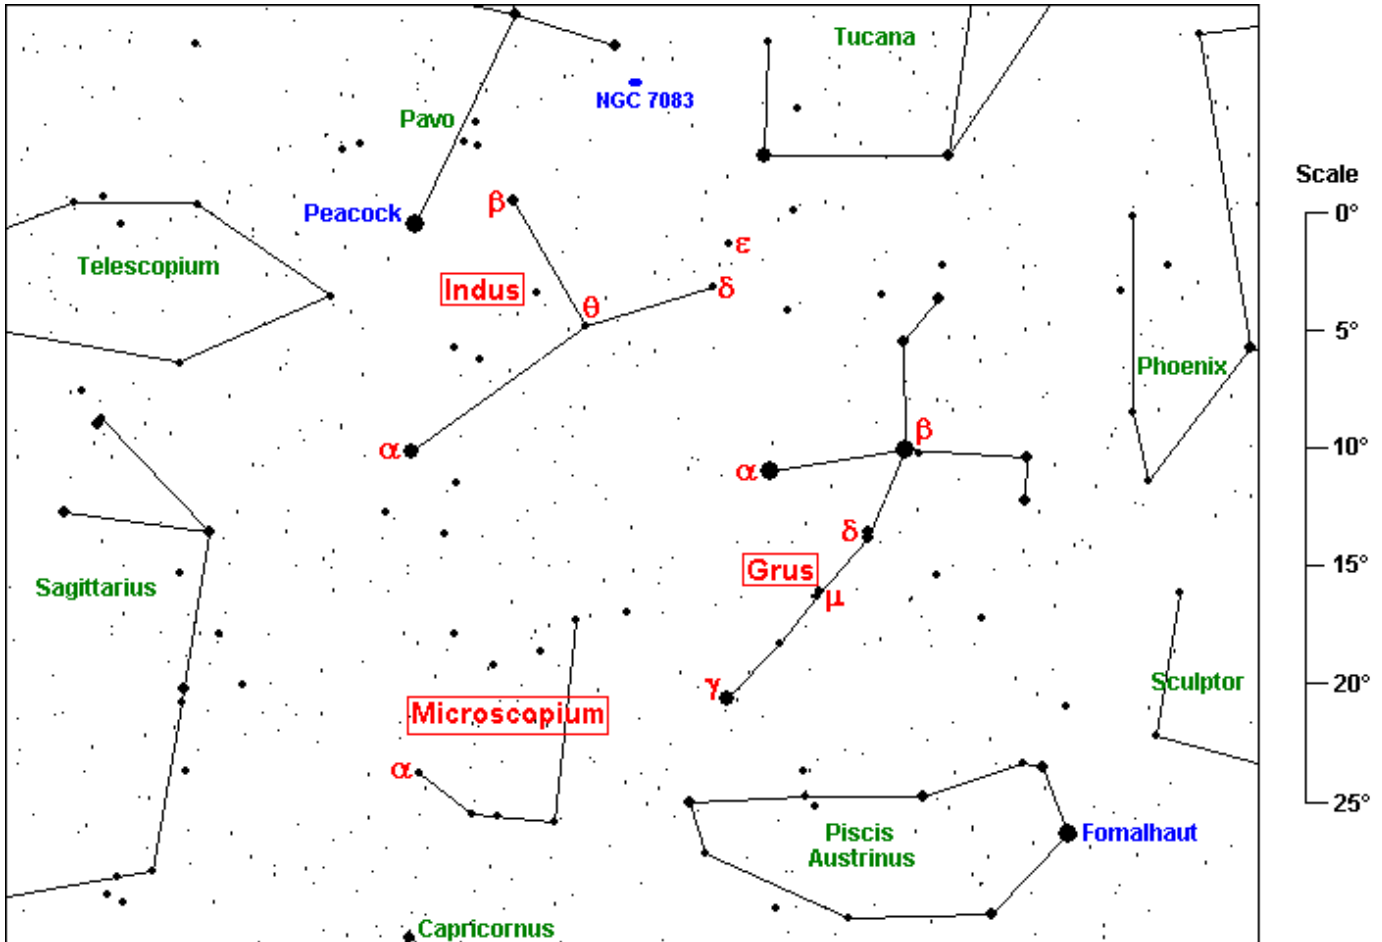 Tucana
NGC 7083
Pavo
Scale
β
Peacock
0°
ε
Telescopium
Indus
δ
θ
5°
Phoenix
β
α
10°
α
δ
15°
Grus
Sagittarius
μ
γ
20°
Sculptor
Microscopium
α
25°
Piscis
Austrinus
Fomalhaut
Capricornus